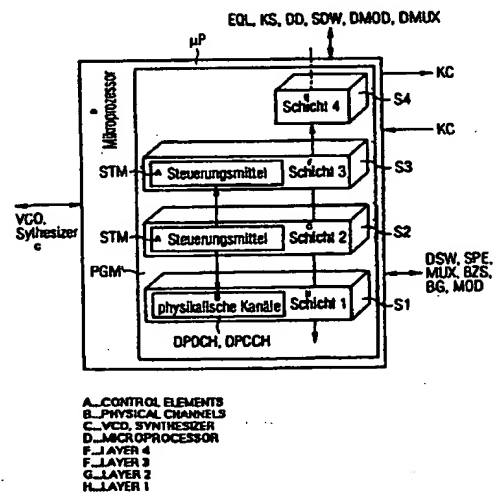 EQL, KS, DD, SDW, DMOD, DMUX
µP
KC
Mikroprozessor
Schicht 4
S4
KC
STM
Steuerungsmittel
Schicht 3
S3
VCO,
Sythesizer
c
STM
Steuerungsmittel
Schicht 2
S2
PGM
DSW, SPE,
MUX, BZS,
BG, MOD
physikalische Kanäle
Schicht 1
S1
DPDCH, DPCCH
A...CONTROL ELEMENTS
B...PHYSICAL CHANNELS
C...VCD, SYNTHESIZER
D...MICROPROCESSOR
F...LAYER 4
F...LAYER 3
G...LAYER 2
H...LAYER 1